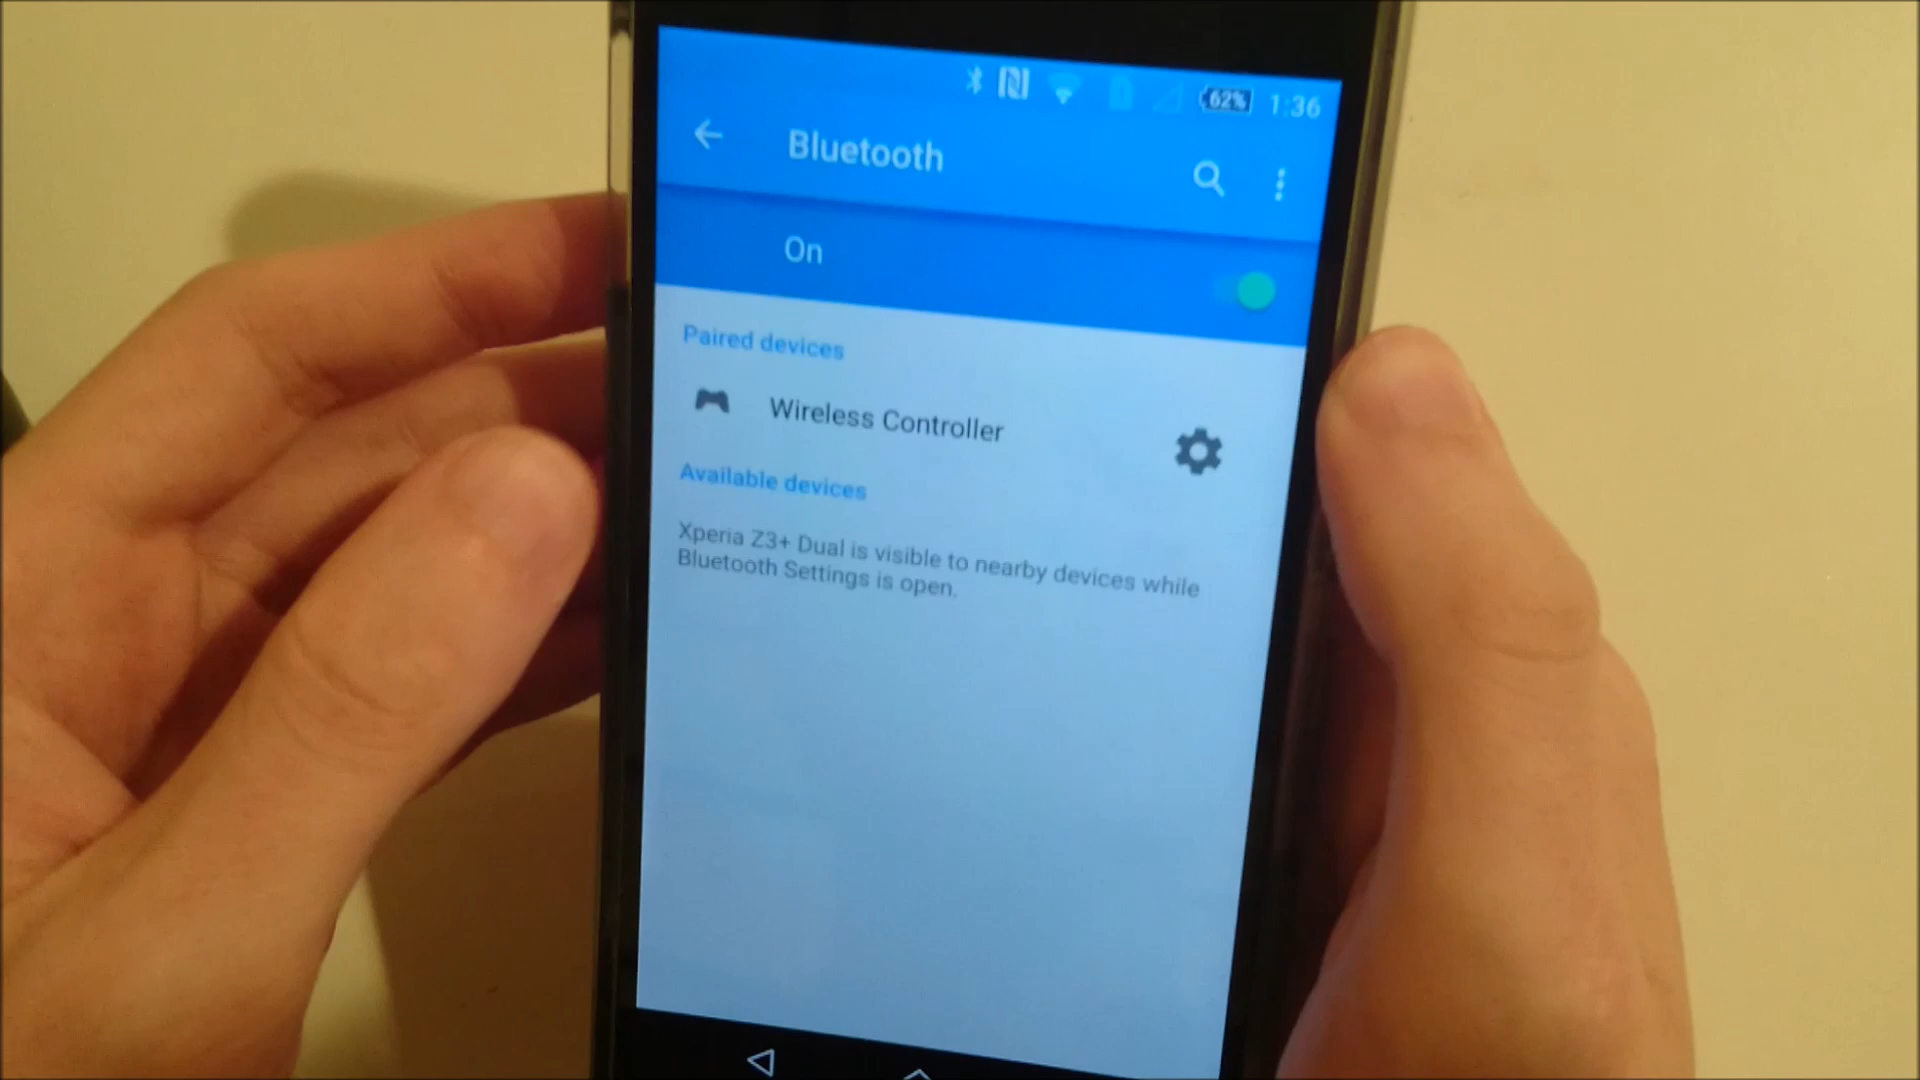 62% 1:36
Bluetooth
On
Paired devices
Wireless Controller
Available devices
Xperia Z3+ Dual is visible to nearby devices while
Bluetooth Settings is open.